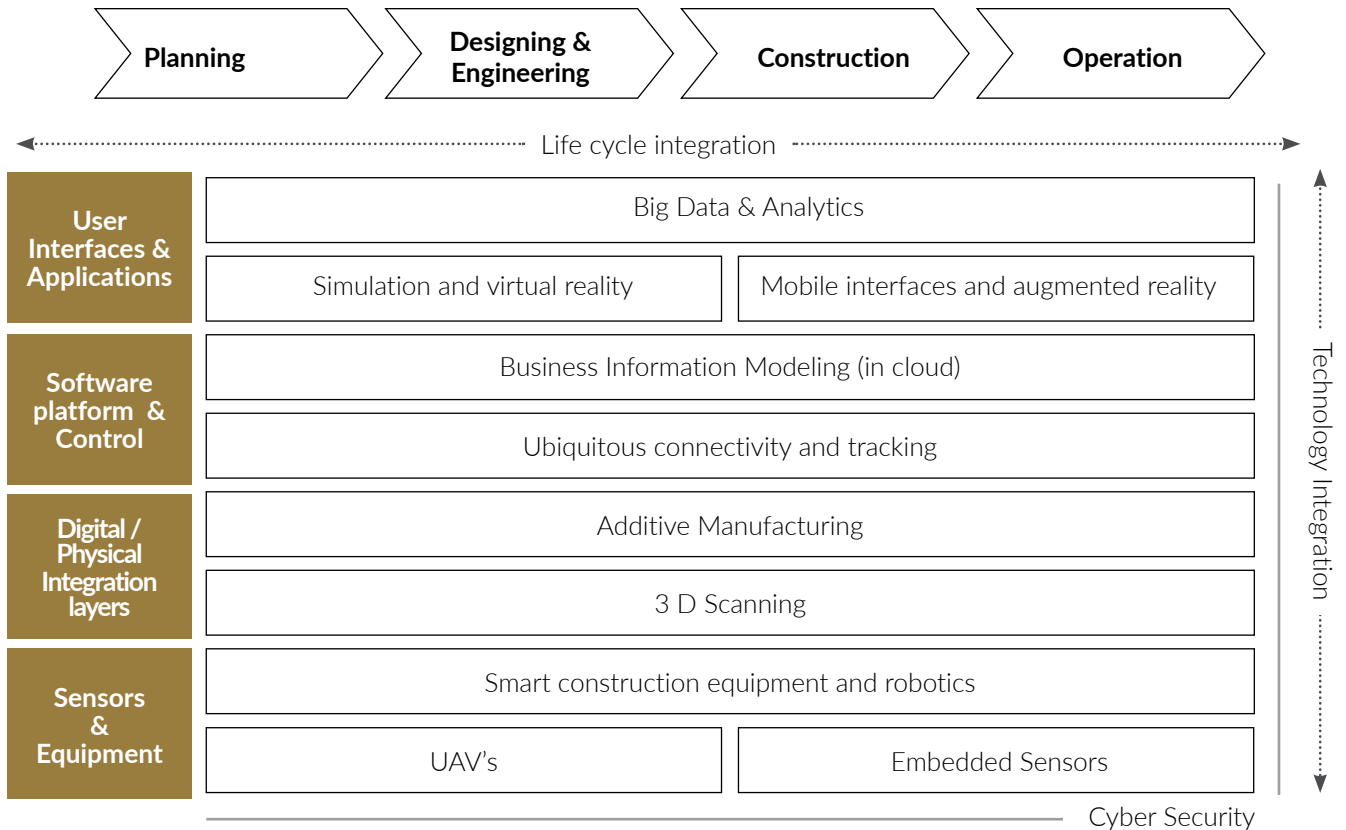 Planning
Designing &
Engineering
Construction
Operation
Life cycle integration
User
Interfaces &
Applications
Big Data & Analytics
Simulation and virtual reality
Mobile interfaces and augmented reality
Software
platform &
Control
Business Information Modeling (in cloud)
Ubiquitous connectivity and tracking
Digital /
Physical
Integration
layers
Additive Manufacturing
3 D Scanning
Sensors
&
Equipment
Smart construction equipment and robotics
UAV’s
Embedded Sensors
Technology Integration
Cyber Security